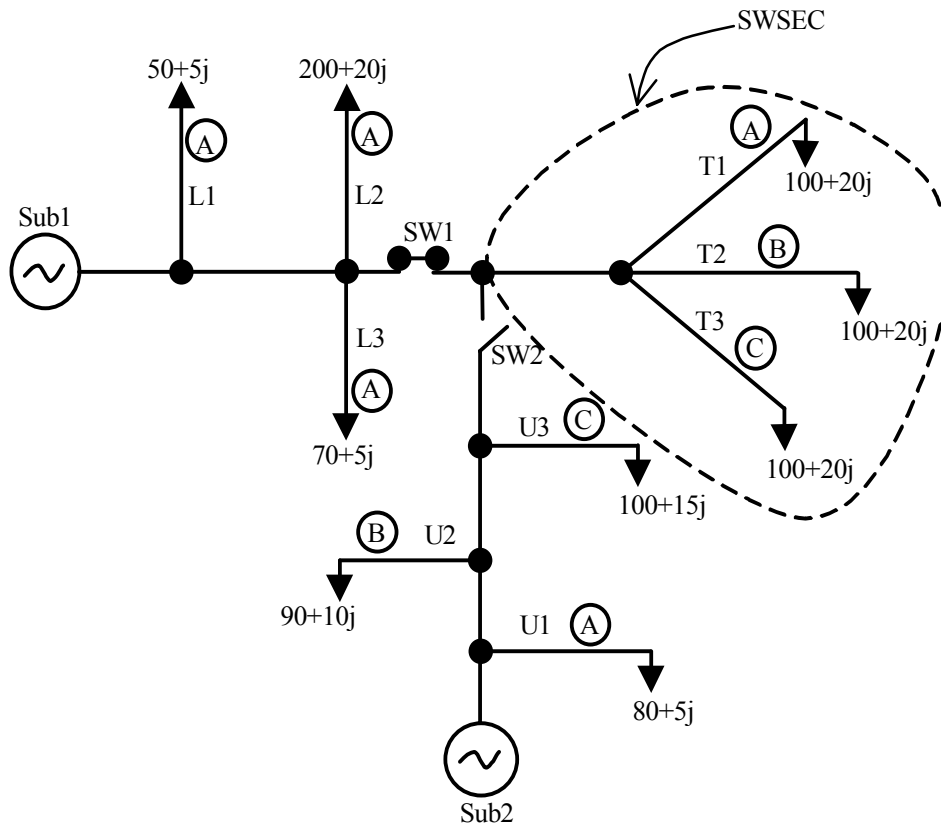 SWSEC
50+5j
200+20j
A
A
A
T1
L1
L2
100+20j
Sub1
SW1
T2
B
T3
100+20j
L3
SW2
C
A
U3
C
70+5j
100+20j
100+15j
B
U2
90+10j
U1
A
80+5j
Sub2